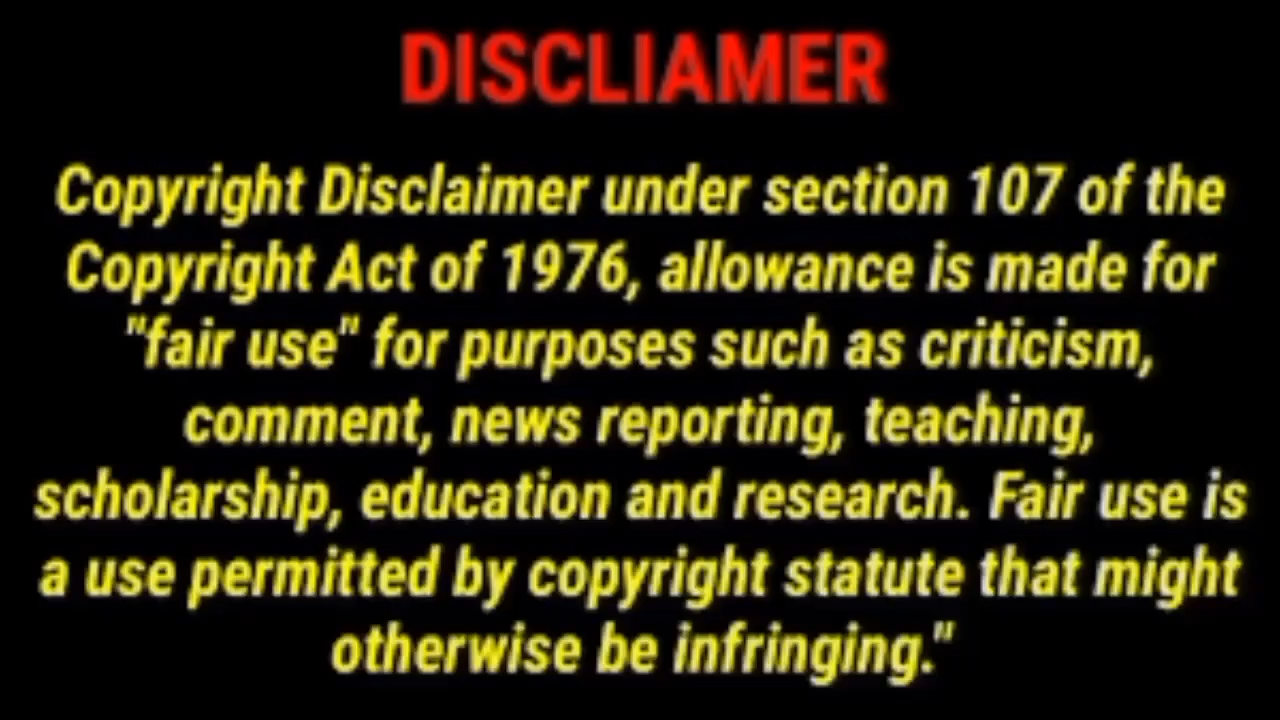 DISCLIAMER
Copyright Disclaimer under section 107 of the
Copyright Act of 1976, allowance is made for
"fair use" for purposes such as criticism,
comment, news reporting, teaching,
scholarship, education and research. Fair use is
a use permitted by copyright statute that might
otherwise be infringing."